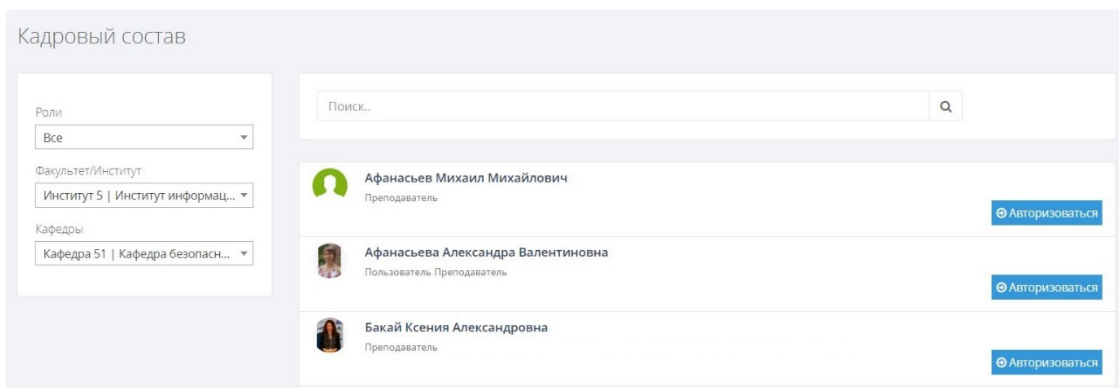 Кадровый состав
Роли
Все
Факультет/Институт
Институт 5 | Институт информац...
Кафедры
Кафедра 51 | Кафедра безопасн...
Поиск..
Афанасьев Михаил Михайлович
Преподаватель
Авторизоваться
Афанасьева Александра Валентиновна
Пользователь Преподаватель
Авторизоваться
Бакай Ксения Александровна
Преподаватель
Авторизоваться